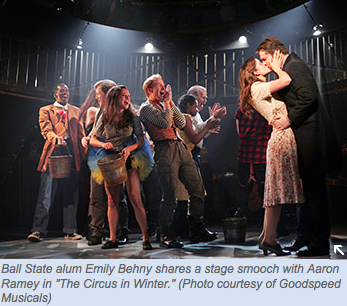 Ball State alum Emily Behny shares a stage smooch with Aaron
Ramey in "The Circus in Winter." (Photo courtesy of Goodspeed
Musicals)